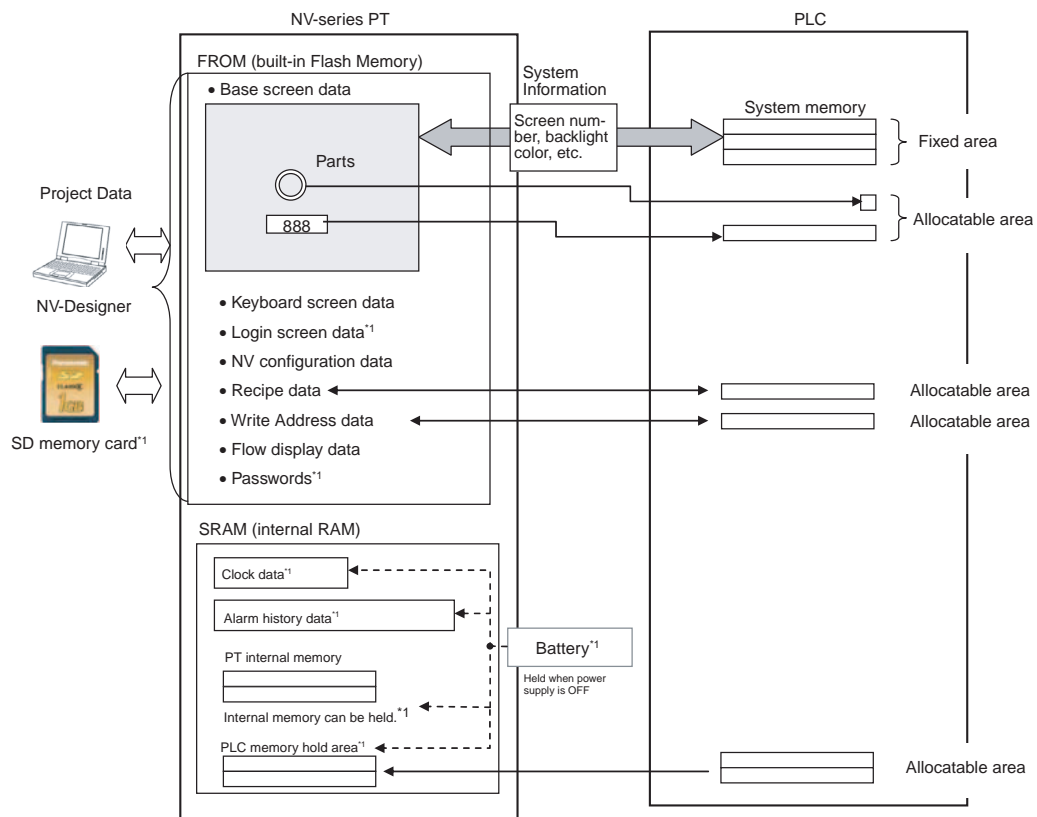 NV-series PT
PLC
FROM (built-in Flash Memory)
• Base screen data
System
Information
Screen num-
ber, backlight
color, etc.
System memory
Fixed area
Parts
888
Allocatable area
Project Data
NV-Designer
SD memory card*1
Panasonic
1GB
• Keyboard screen data
• Login screen data*1
• NV configuration data
• Recipe data
Allocatable area
• Write Address data
Allocatable area
• Flow display data
• Passwords*1
SRAM (internal RAM)
Clock data*1
Alarm history data*1
PT internal memory
Internal memory can be held.*1
PLC memory hold area*1
Battery*1
Held when power
supply is OFF
Allocatable area